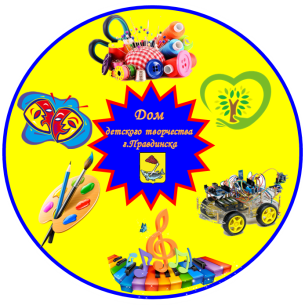 Дом
детского творчества
г.Правдинска